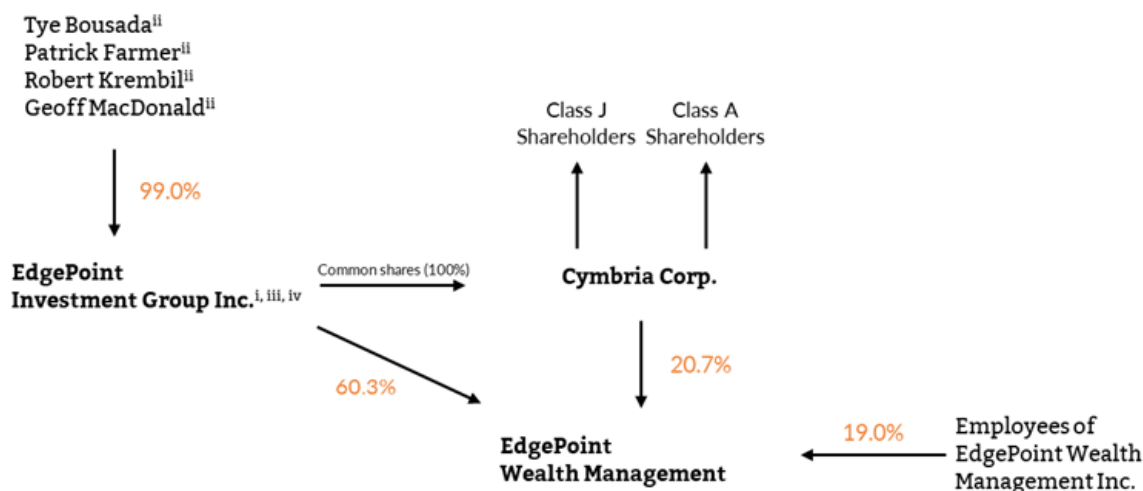 Tye Bousadaⁱⁱ
Patrick Farmerⁱⁱ
Robert Krembilⁱⁱ
Geoff MacDonaldⁱⁱ
99.0%
Class J
Shareholders
Class A
Shareholders
EdgePoint
Investment Group Inc.ⁱ, ⁱⁱⁱ, ⁱᵛ
Common shares (100%)
Cymbria Corp.
60.3%
20.7%
EdgePoint
Wealth Management
19.0%
Employees of
EdgePoint Wealth
Management Inc.